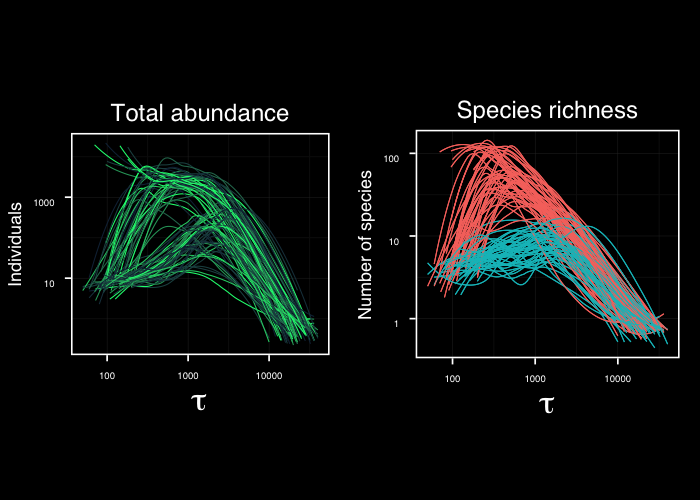 Total abundance
Individuals
1000
10
100
1000
10000
τ
Species richness
Number of species
100
10
1
100
1000
10000
τ